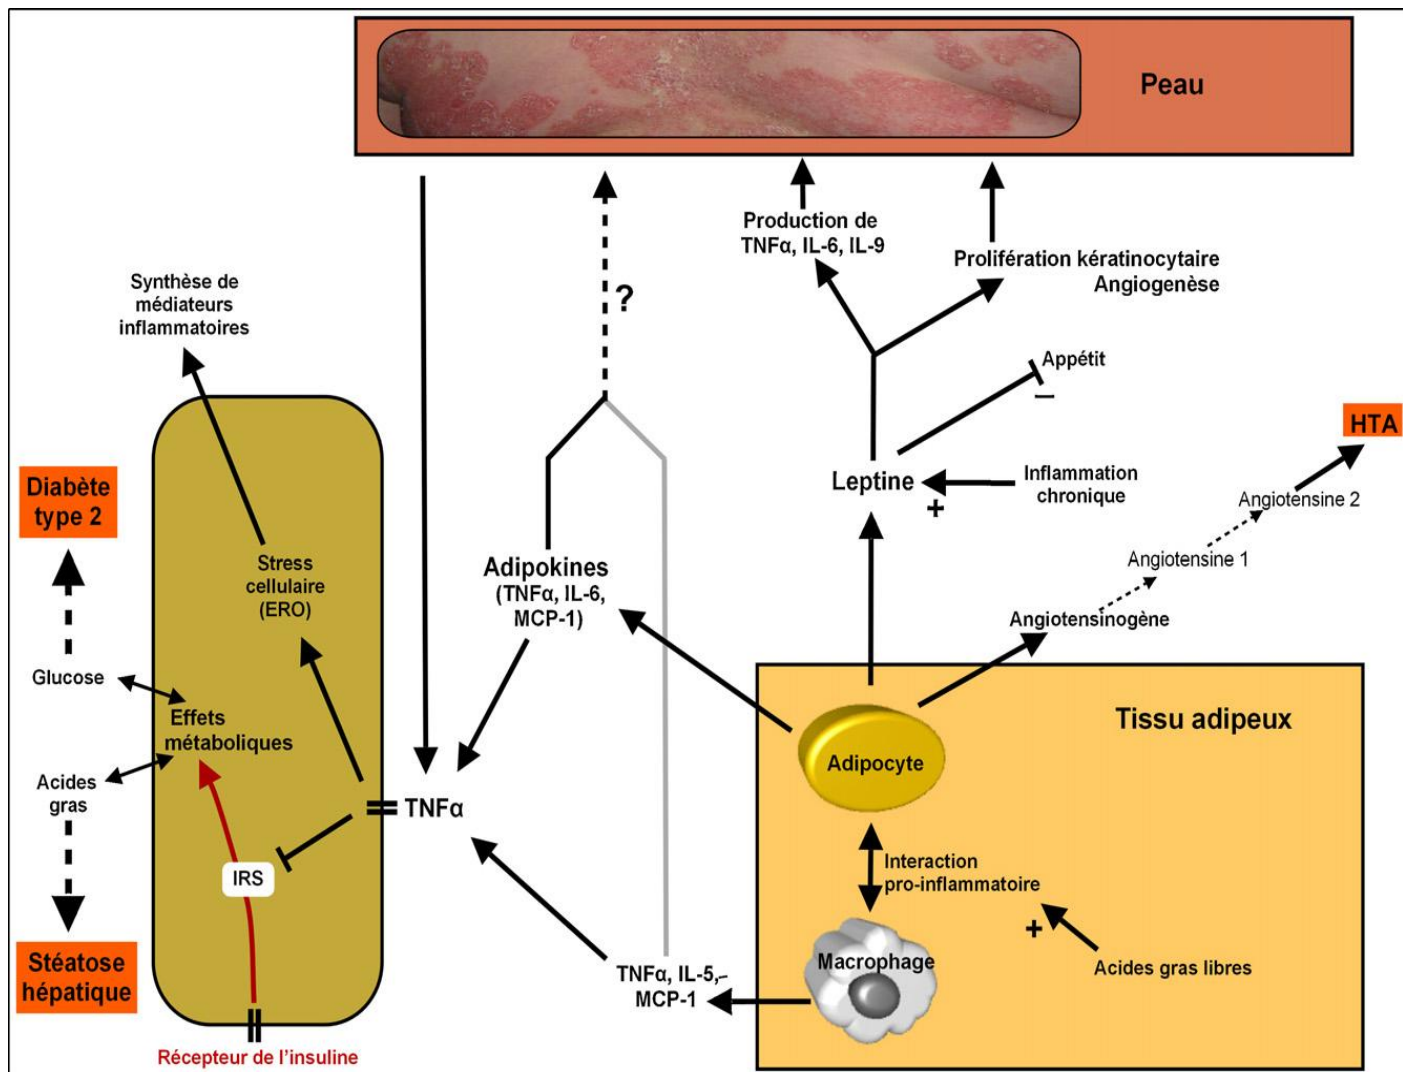 Peau
Production de
TNFα, IL-6, IL-9
Prolifération kératinocytaire
Angiogenèse
Synthèse de
médiateurs
inflammatoires
?
Appétit
–
HTA
Diabète
type 2
Leptine
+
Inflammation
chronique
Angiotensine 2
Angiotensine 1
Angiotensinogène
Stress
cellulaire
(ERO)
Adipokines
(TNFα, IL-6,
MCP-1)
Glucose
Effets
métaboliques
Acides
gras
TNFα
IRS
Tissu adipeux
Adipocyte
Interaction
pro-inflammatoire
+
Acides gras libres
Macrophage
TNFα, IL-5,–
MCP-1
Stéatose
hépatique
Récepteur de l'insuline